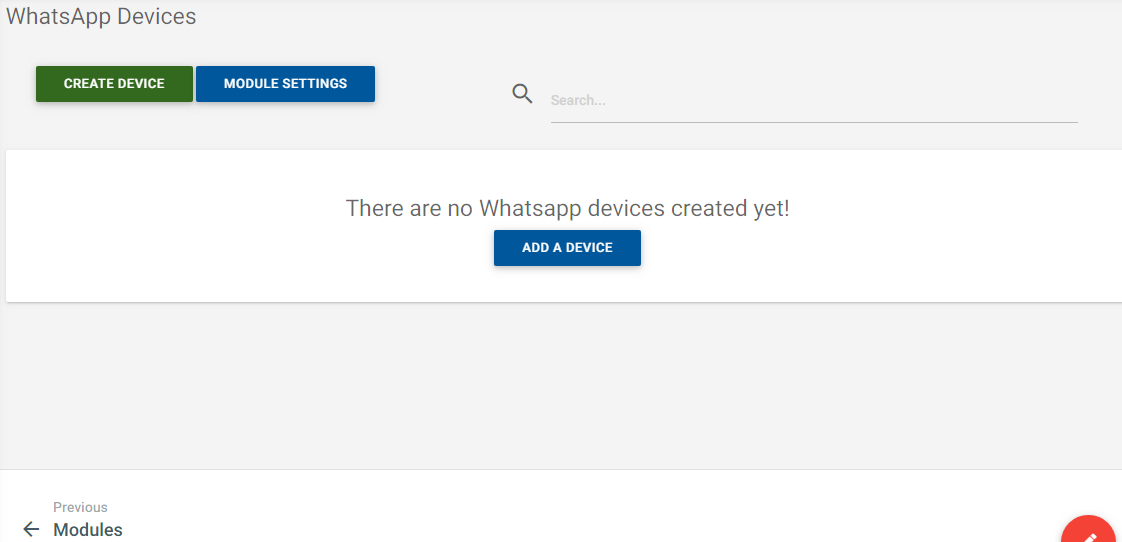 WhatsApp Devices
CREATE DEVICE MODULE SETTINGS
Search...
There are no Whatsapp devices created yet!
ADD A DEVICE
Previous
Modules